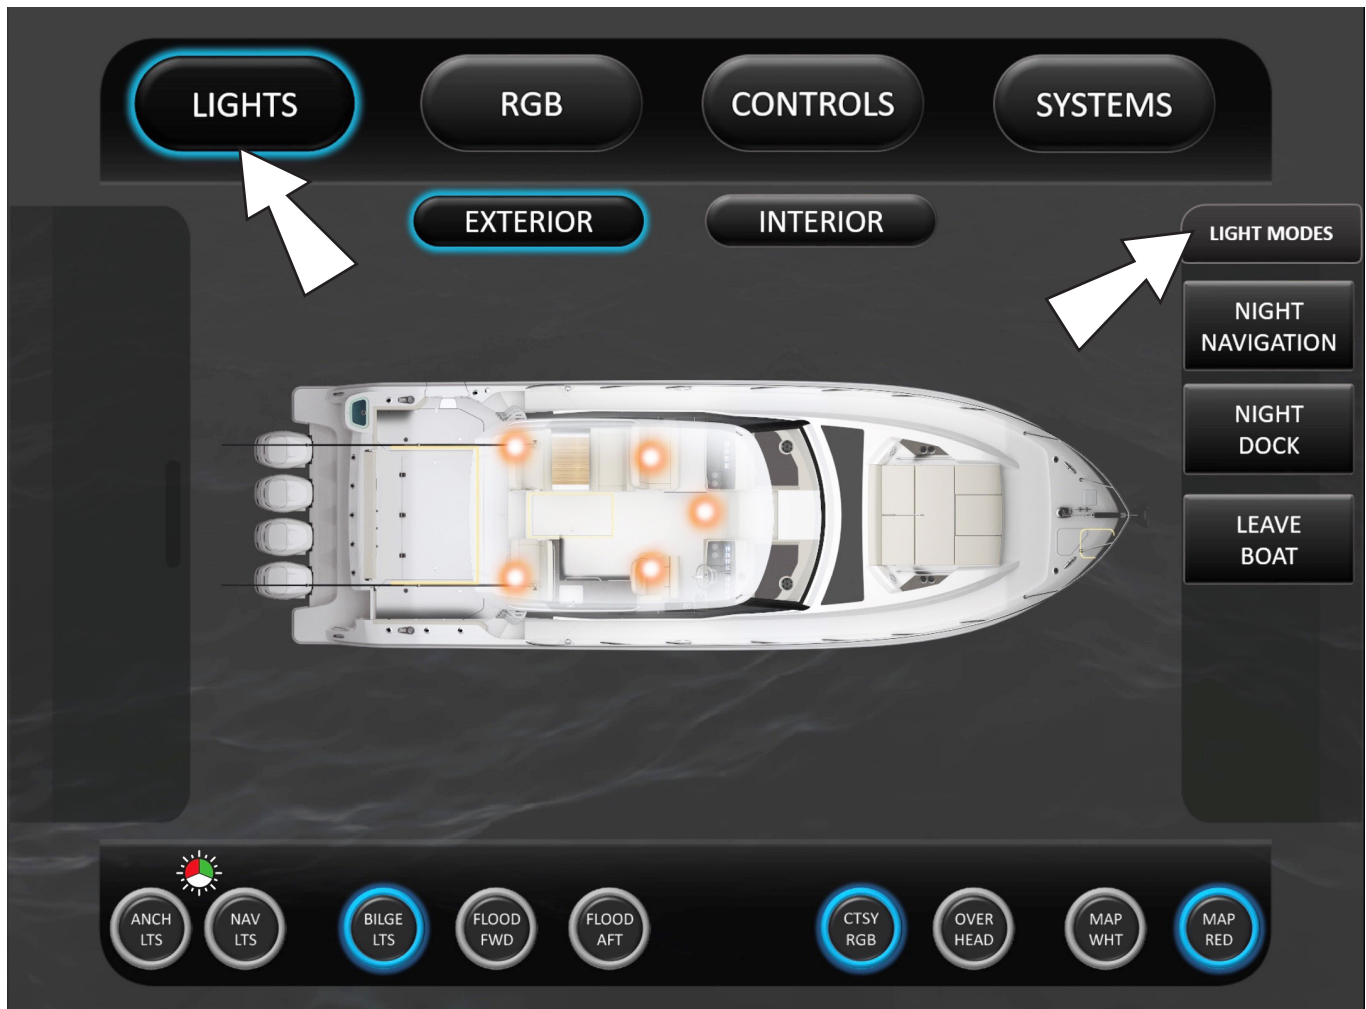 LIGHTS
RGB
CONTROLS
SYSTEMS
EXTERIOR
INTERIOR
LIGHT MODES
NIGHT
NAVIGATION
NIGHT
DOCK
LEAVE
BOAT
ANCH
LTS
NAV
LTS
BILGE
LTS
FLOOD
FWD
FLOOD
AFT
CTSY
RGB
OVER
HEAD
MAP
WHT
MAP
RED